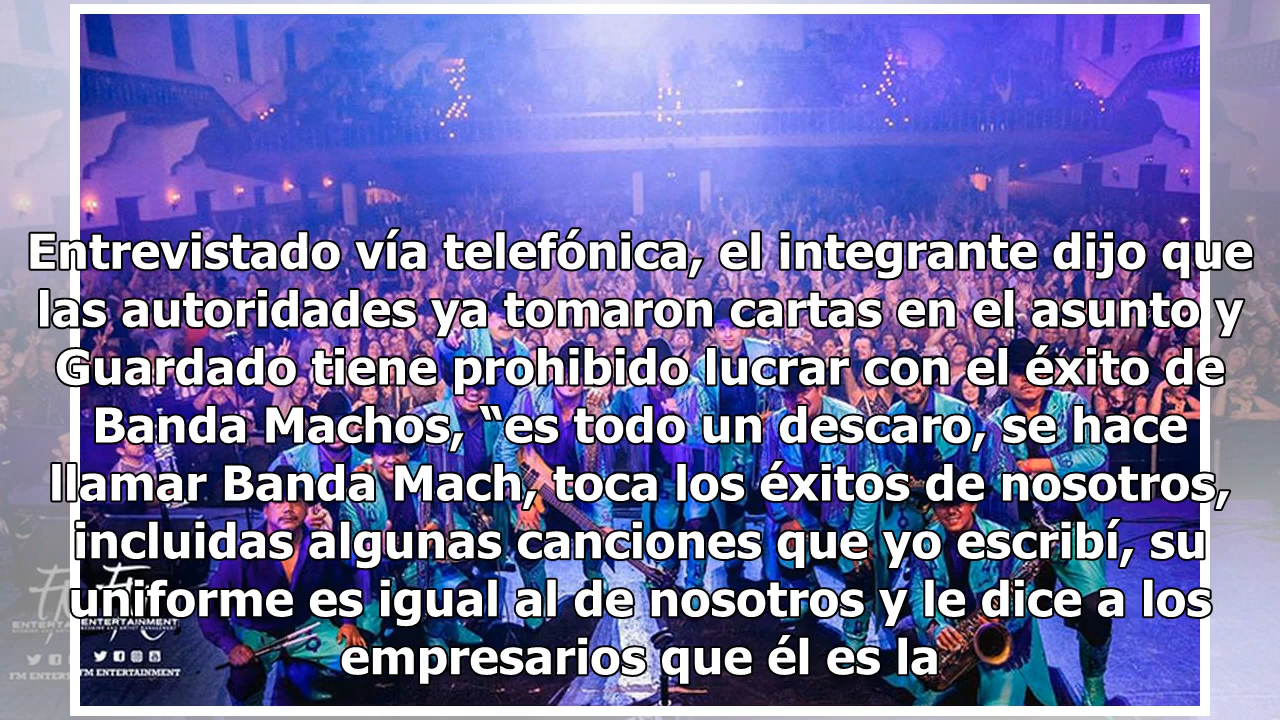 Entrevistado vía telefónica, el integrante dijo que
las autoridades ya tomaron cartas en el asunto y
Guardado tiene prohibido lucrar con el éxito de
Banda Machos, “es todo un descaro, se hace
llamar Banda Mach, toca los éxitos de nosotros,
incluidas algunas canciones que yo escribí, su
uniforme es igual al de nosotros y le dice a los
empresarios que él es la
ENTERTAINMENT
FM ENTERTAINMENT